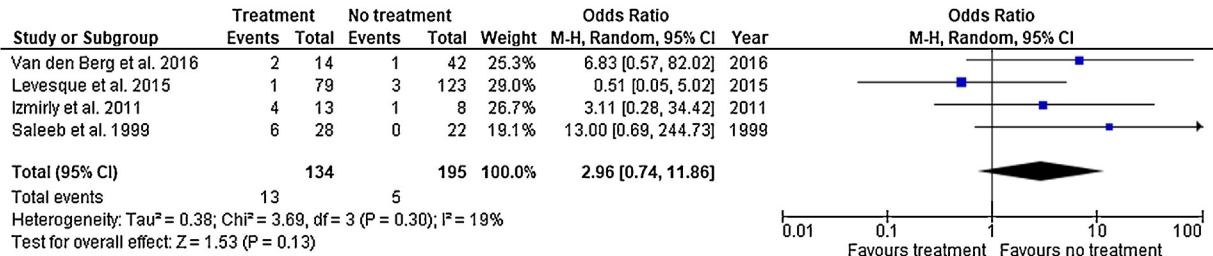 Treatment No treatment Odds Ratio Odds Ratio
Study or Subgroup Events Total Events Total Weight M-H, Random, 95% CI Year M-H, Random, 95% CI
Van den Berg et al. 2016 2 14 1 42 25.3% 6.83 [0.57, 82.02] 2016
Levesque et al. 2015 1 79 3 123 29.0% 0.51 [0.05, 5.02] 2015
Izmirly et al. 2011 4 13 1 8 26.7% 3.11 [0.28, 34.42] 2011
Saleeb et al. 1999 6 28 0 22 19.1% 13.00 [0.69, 244.73] 1999
Total (95% CI) 134 195 100.0% 2.96 [0.74, 11.86]
Total events 13 5
Heterogeneity: Tau² = 0.38; Chi² = 3.69, df = 3 (P = 0.30); I² = 19%
Test for overall effect: Z = 1.53 (P = 0.13)
0.01 0.1 1 10 100
Favours treatment Favours no treatment